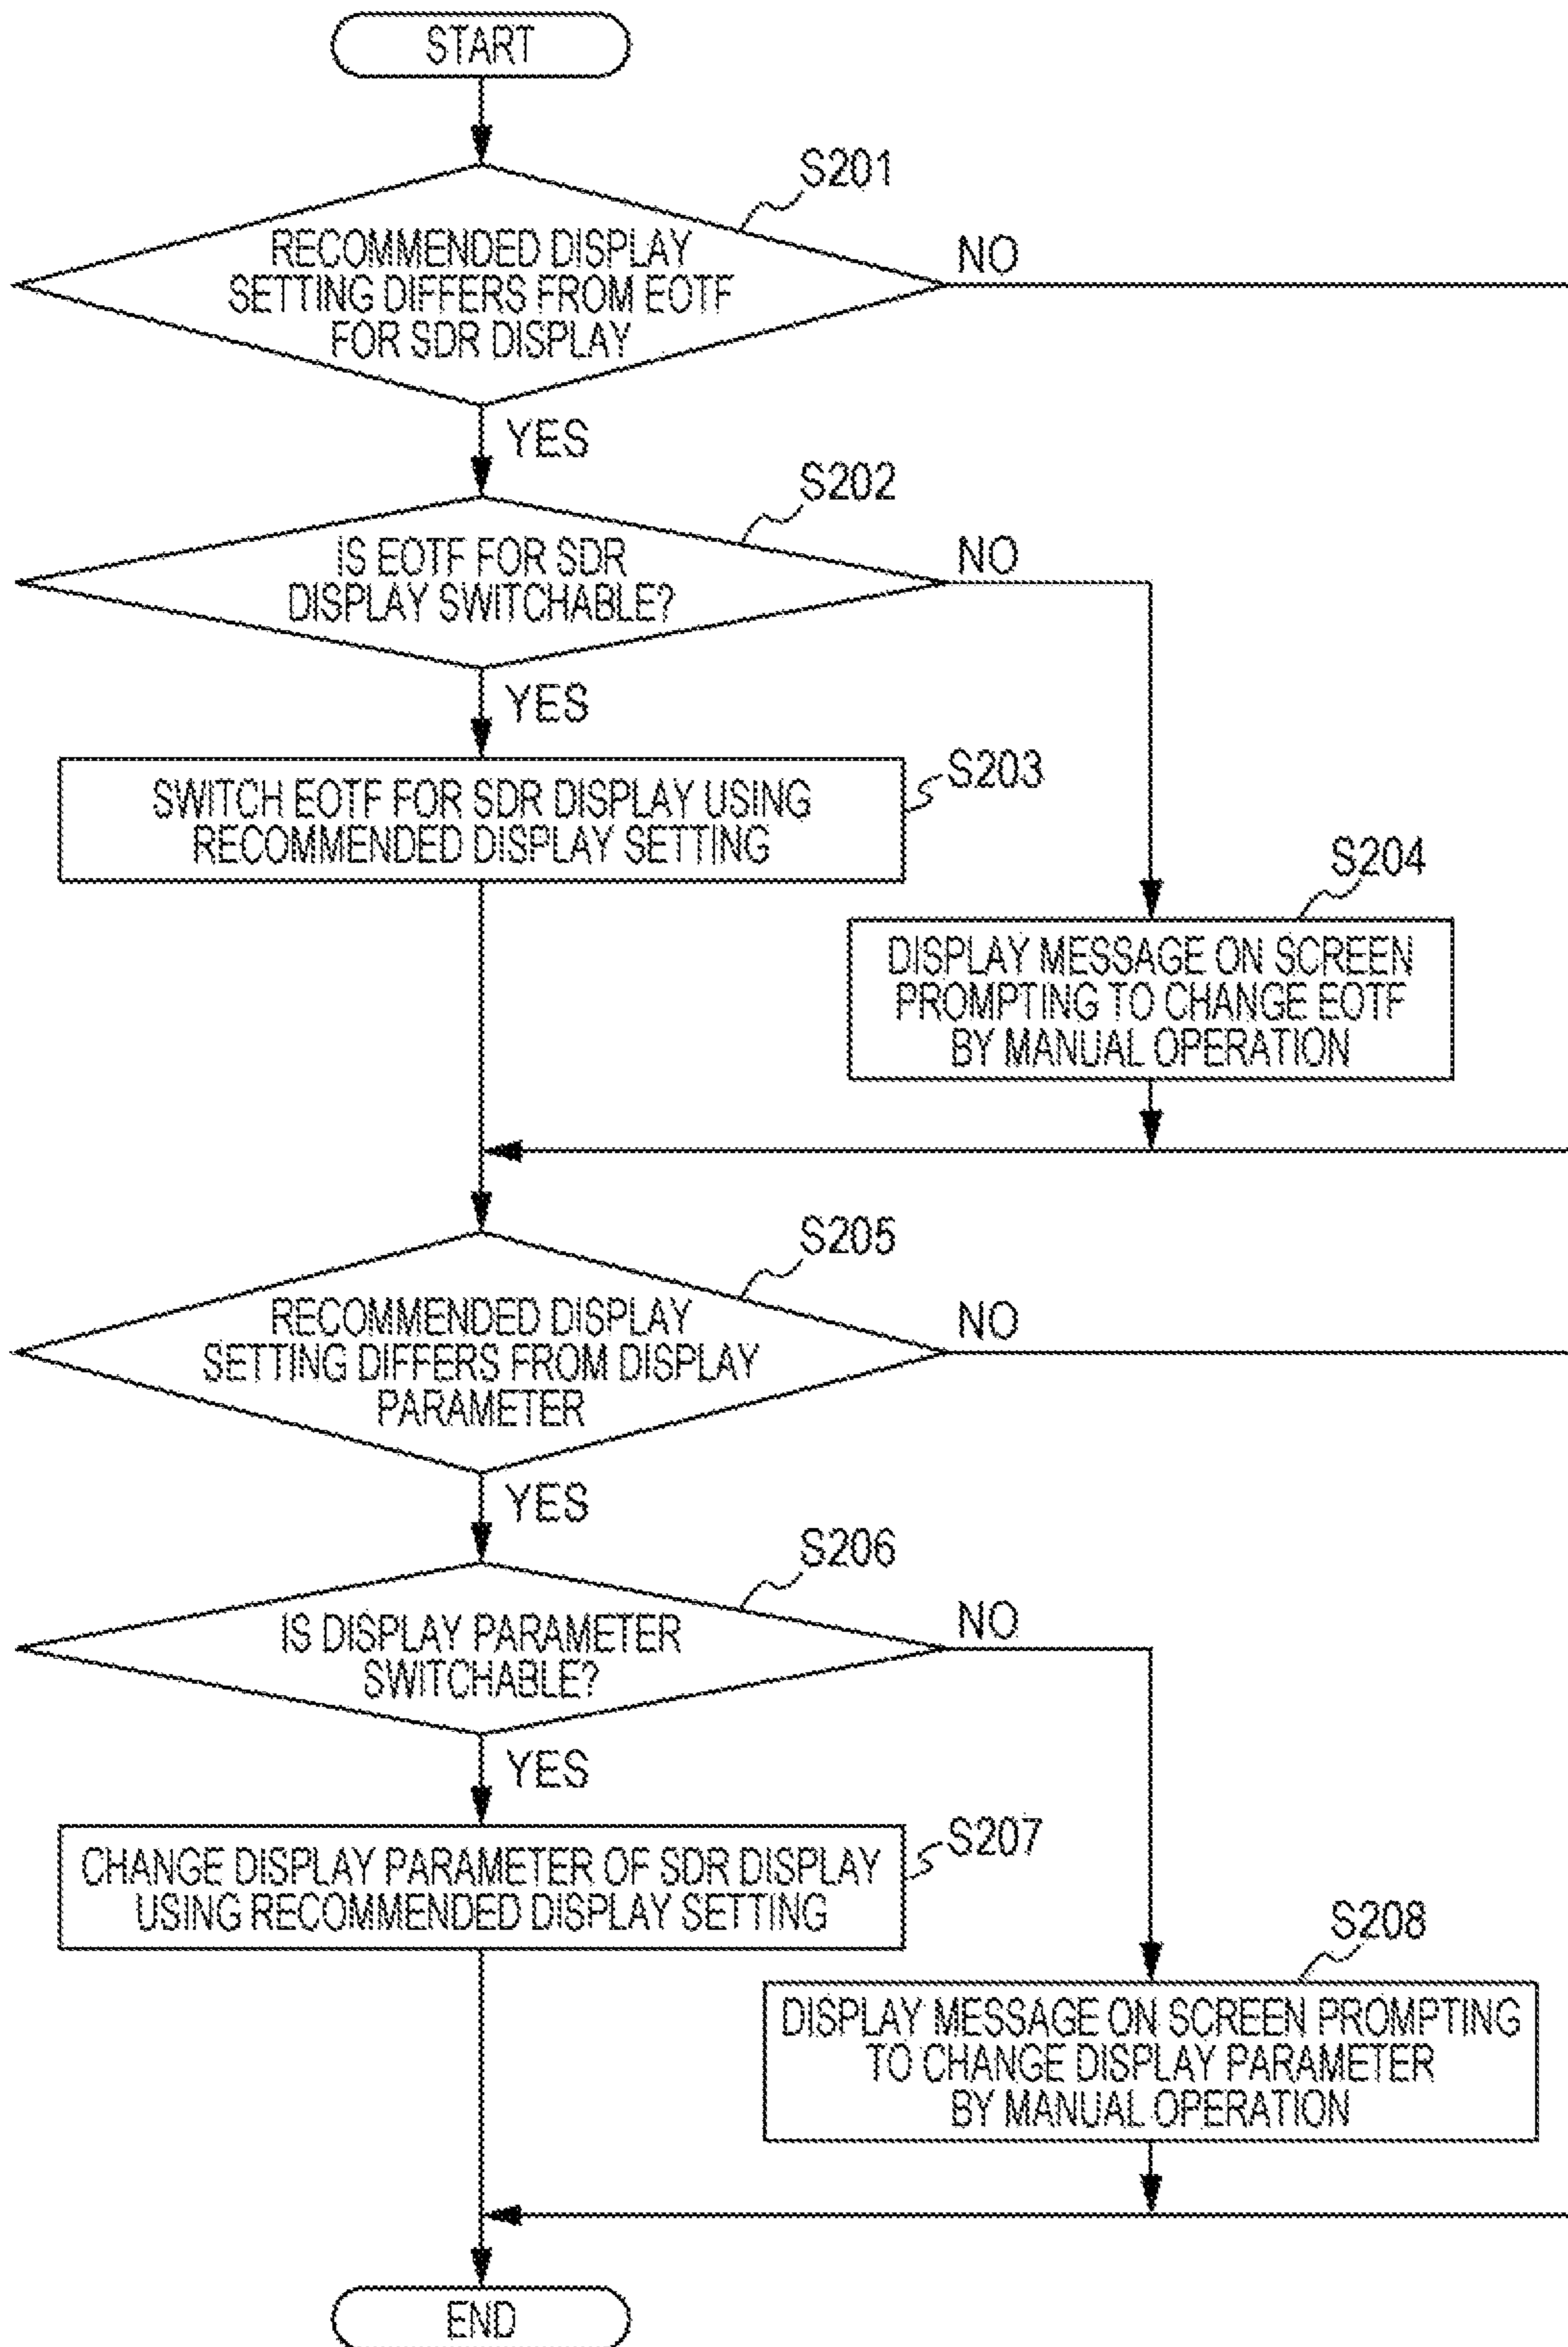 START
S201
RECOMMENDED DISPLAY
SETTING DIFFERS FROM EOTF
FOR SDR DISPLAY
NO
YES
S202
IS EOTF FOR SDR
DISPLAY SWITCHABLE?
NO
YES
S203
SWITCH EOTF FOR SDR DISPLAY USING
RECOMMENDED DISPLAY SETTING
S204
DISPLAY MESSAGE ON SCREEN
PROMPTING TO CHANGE EOTF
BY MANUAL OPERATION
S205
RECOMMENDED DISPLAY
SETTING DIFFERS FROM DISPLAY
PARAMETER
NO
YES
S206
IS DISPLAY PARAMETER
SWITCHABLE?
NO
YES
S207
CHANGE DISPLAY PARAMETER OF SDR DISPLAY
USING RECOMMENDED DISPLAY SETTING
S208
DISPLAY MESSAGE ON SCREEN PROMPTING
TO CHANGE DISPLAY PARAMETER
BY MANUAL OPERATION
END